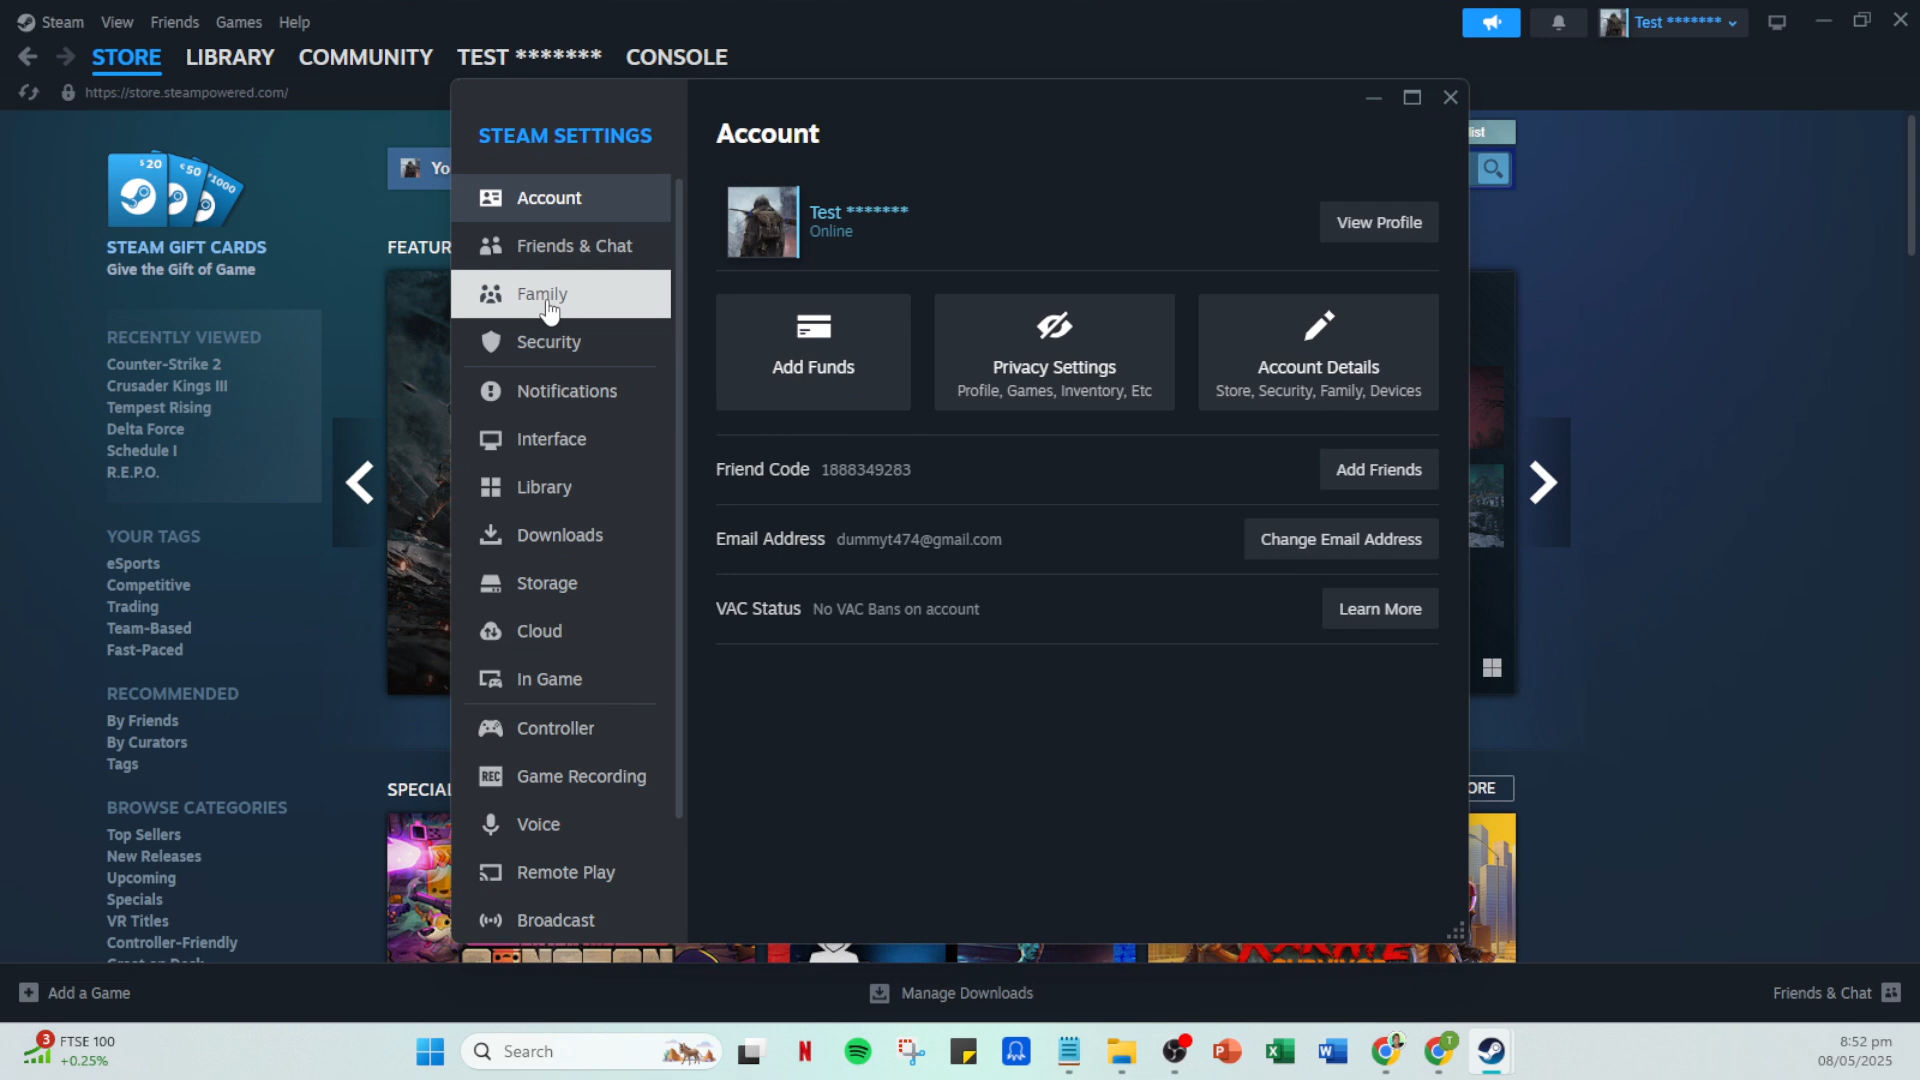 Steam View Friends Games Help
Test *******
STORE LIBRARY COMMUNITY TEST ******* CONSOLE
https://store.steampowered.com/
$20 €50 ¥1000
STEAM GIFT CARDS
Give the Gift of Game
RECENTLY VIEWED
Counter-Strike 2
Crusader Kings III
Tempest Rising
Delta Force
Schedule I
R.E.P.O.
YOUR TAGS
eSports
Competitive
Trading
Team-Based
Fast-Paced
RECOMMENDED
By Friends
By Curators
Tags
BROWSE CATEGORIES
Top Sellers
New Releases
Upcoming
Specials
VR Titles
Controller-Friendly
Yo
FEATUR
SPECIAL
list
ORE
STEAM SETTINGS
Account
Friends & Chat
Family
Security
Notifications
Interface
Library
Downloads
Storage
Cloud
In Game
Controller
REC Game Recording
Voice
Remote Play
Broadcast
Account
Test *******
Online
View Profile
Add Funds
Privacy Settings
Profile, Games, Inventory, Etc
Account Details
Store, Security, Family, Devices
Friend Code 1888349283 Add Friends
Email Address dummyt474@gmail.com Change Email Address
VAC Status No VAC Bans on account Learn More
Add a Game
Manage Downloads
Friends & Chat
3
FTSE 100
+0.25%
Search
8:52 pm
08/05/2025